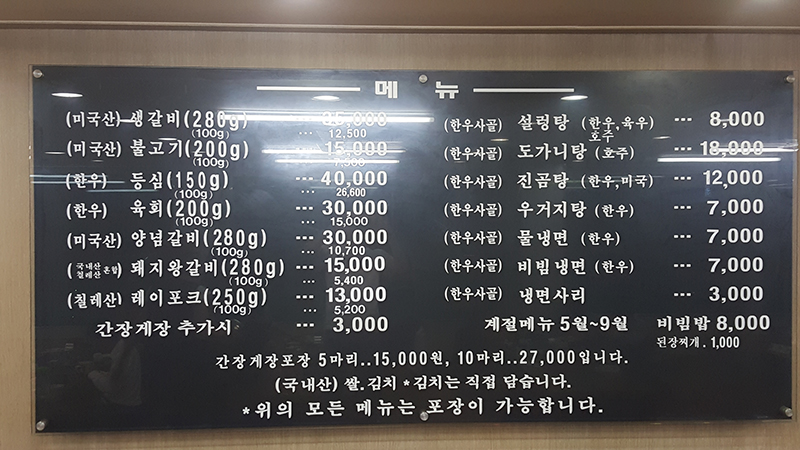 메뉴
(미국산) 생갈비(280g) ··· 35,000
(100g) ··· 12,500
(미국산) 불고기(200g) ··· 15,000
(100g) ··· 7,500
(한우) 등심(150g) ··· 40,000
(100g) ··· 26,600
(한우) 육회(200g) ··· 30,000
(100g) ··· 15,000
(미국산) 양념갈비(280g) ··· 30,000
(100g) ··· 10,700
(국내산 칠레산 혼합) 돼지왕갈비(280g) ··· 15,000
(100g) ··· 5,400
(칠레산) 레이포크(250g) ··· 13,000
(100g) ··· 5,200
간장게장 추가시 ··· 3,000
(한우사골) 설렁탕 (한우,육우) ··· 8,000
호주
(한우사골) 도가니탕 (호주) ··· 18,000
(한우사골) 진곰탕 (한우,미국) ··· 12,000
(한우사골) 우거지탕 (한우) ··· 7,000
(한우사골) 물냉면 (한우) ··· 7,000
(한우사골) 비빔냉면 (한우) ··· 7,000
(한우사골) 냉면사리 ··· 3,000
계절메뉴 5월~9월 비빔밥 8,000
된장찌개 . 1,000
간장게장포장 5마리..15,000원, 10마리..27,000입니다.
(국내산) 쌀.김치 *김치는 직접 담습니다.
*위의 모든 메뉴는 포장이 가능합니다.